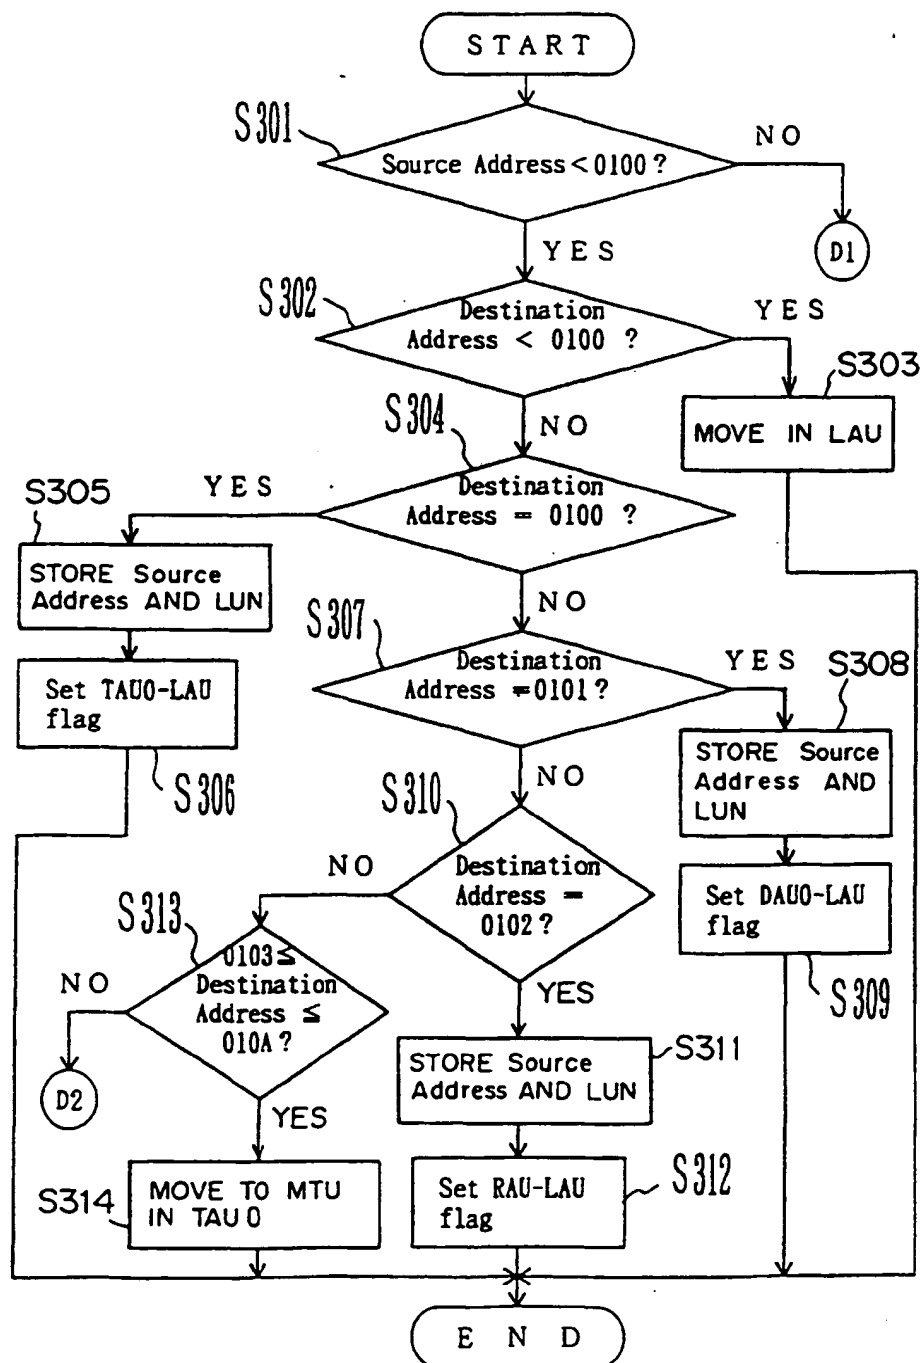 START
S301
Source Address < 0100 ?
NO
D1
YES
S302
Destination
Address < 0100 ?
YES
S303
MOVE IN LAU
NO
S304
Destination
Address = 0100 ?
YES
S305
STORE Source
Address AND LUN
Set TAU0-LAU
flag
S306
NO
S307
Destination
Address =0101 ?
YES
S308
STORE Source
Address AND
LUN
Set DAU0-LAU
flag
S309
NO
S310
Destination
Address =
0102 ?
NO
S313
0103 ≤
Destination
Address ≤
010A ?
NO
D2
YES
S314
MOVE TO MTU
IN TAU 0
YES
S311
STORE Source
Address AND LUN
Set RAU-LAU
flag
S312
END